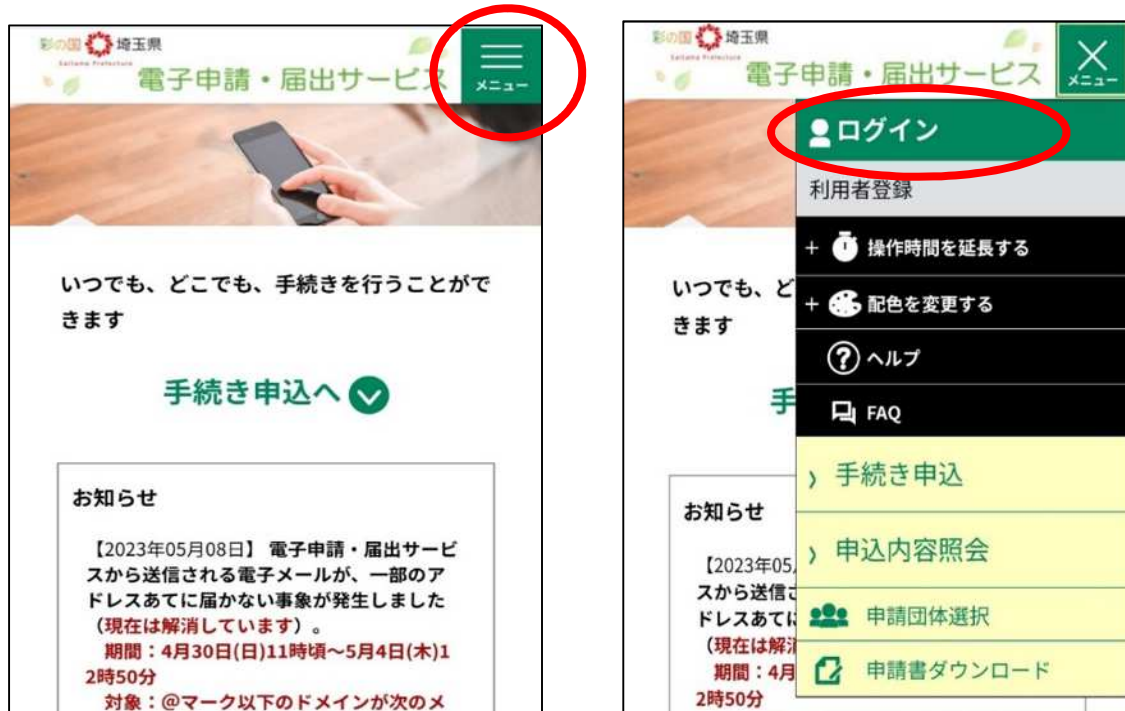 彩の国 埼玉県
Saitama Prefecture
電子申請・届出サービス
メニュー
いつでも、どこでも、手続きを行うことがで
きます
手続き申込へ
お知らせ
【2023年05月08日】 電子申請・届出サービ
スから送信される電子メールが、一部のア
ドレスあてに届かない事象が発生しました
（現在は解消しています）。
期間：4月30日(日)11時頃～5月4日(木)1
2時50分
対象：@マーク以下のドメインが次のメ
彩の国 埼玉県
Saitama Prefecture
電子申請・届出サービス
メニュー
ログイン
利用者登録
+ 操作時間を延長する
+ 配色を変更する
ヘルプ
FAQ
手続き申込
申込内容照会
申請団体選択
申請書ダウンロード
いつでも、ど
きます
手
お知らせ
【2023年05
スから送信さ
ドレスあてに
（現在は解消
期間：4月
2時50分